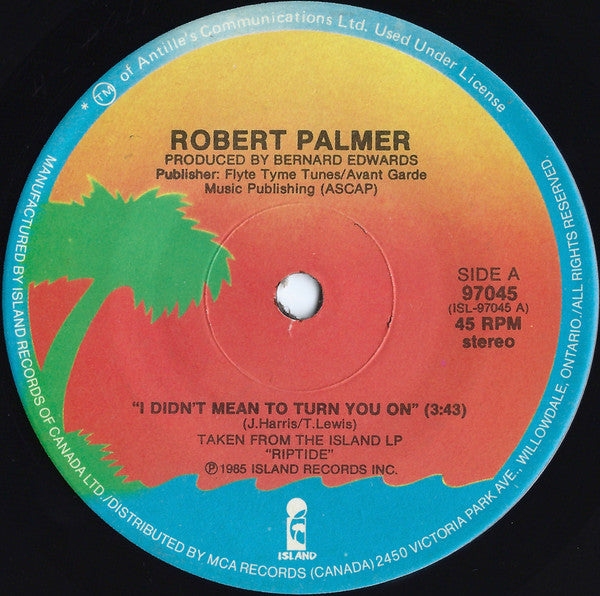 * TM of Antille's Communications Ltd. Used Under License
ROBERT PALMER
PRODUCED BY BERNARD EDWARDS
Publisher: Flyte Tyme Tunes/Avant Garde
Music Publishing (ASCAP)
SIDE A
97045
(ISL-97045 A)
45 RPM
stereo
"I DIDN'T MEAN TO TURN YOU ON" (3:43)
(J.Harris/T.Lewis)
TAKEN FROM THE ISLAND LP
"RIPTIDE"
Ⓟ1985 ISLAND RECORDS INC.
ISLAND
MANUFACTURED BY ISLAND RECORDS OF CANADA LTD./DISTRIBUTED BY MCA RECORDS (CANADA) 2450 VICTORIA PARK AVE., WILLOWDALE, ONTARIO./ALL RIGHTS RESERVED.